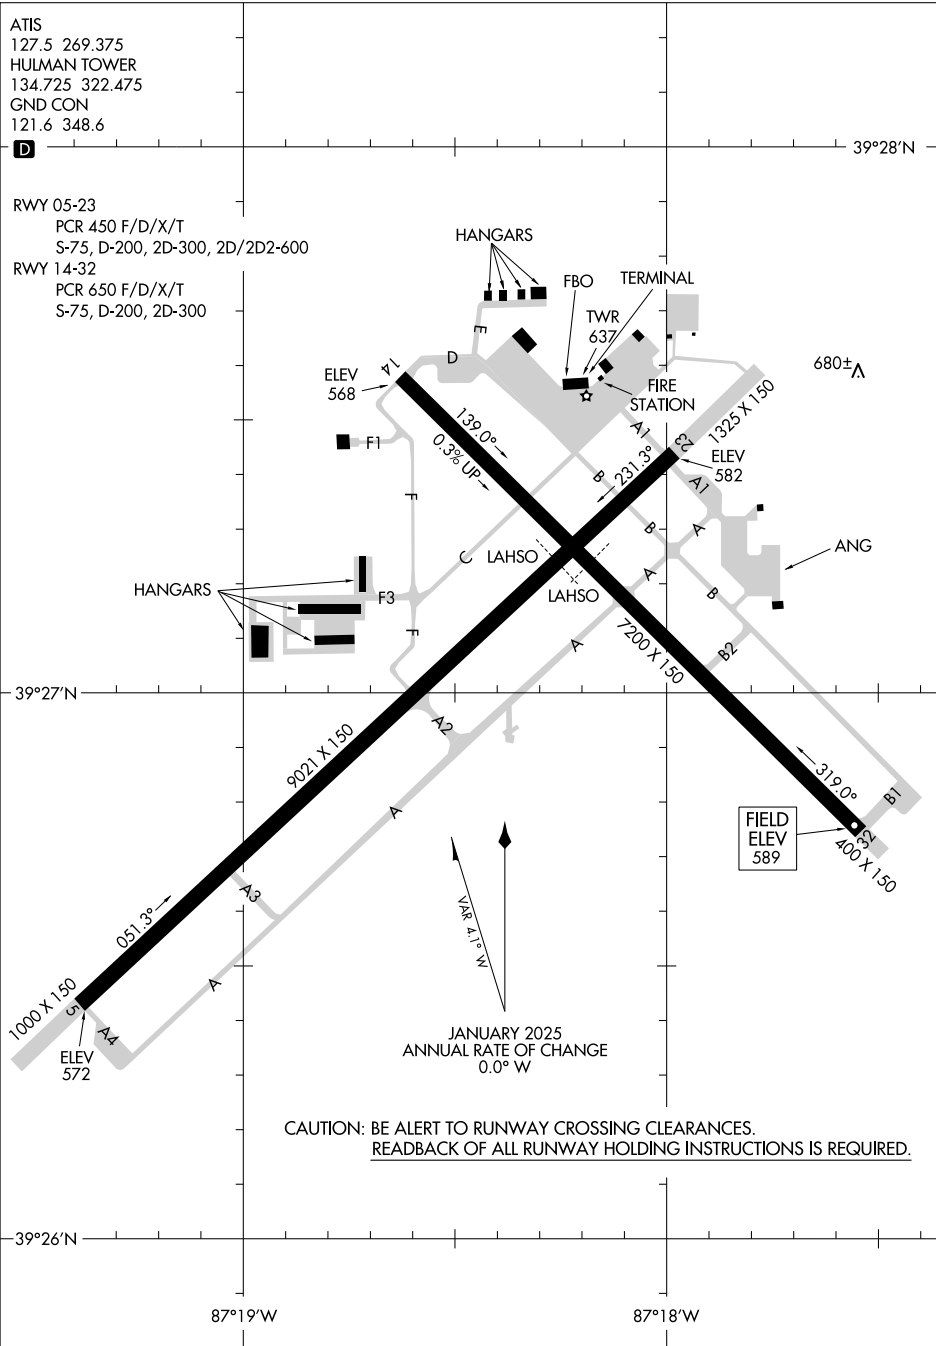 ATIS
127.5 269.375
HULMAN TOWER
134.725 322.475
GND CON
121.6 348.6
D
39°28'N
RWY 05-23
PCR 450 F/D/X/T
S-75, D-200, 2D-300, 2D/2D2-600
RWY 14-32
PCR 650 F/D/X/T
S-75, D-200, 2D-300
HANGARS
FBO
TERMINAL
TWR
637
E
D
14
ELEV
568
680±
FIRE
STATION
1325 X 150
A1
23
139.0°
0.3% UP
F1
231.3°
ELEV
582
B
A1
F
B
A
C
LAHSO
LAHSO
ANG
HANGARS
F3
A
B
F
A
7200 X 150
B2
39°27'N
A2
9021 X 150
319.0°
B1
A
FIELD
ELEV
589
32
400 X 150
A3
051.3°
VAR 4.1° W
A
1000 X 150
5
A4
ELEV
572
JANUARY 2025
ANNUAL RATE OF CHANGE
0.0° W
CAUTION: BE ALERT TO RUNWAY CROSSING CLEARANCES.
READBACK OF ALL RUNWAY HOLDING INSTRUCTIONS IS REQUIRED.
39°26'N
87°19'W
87°18'W